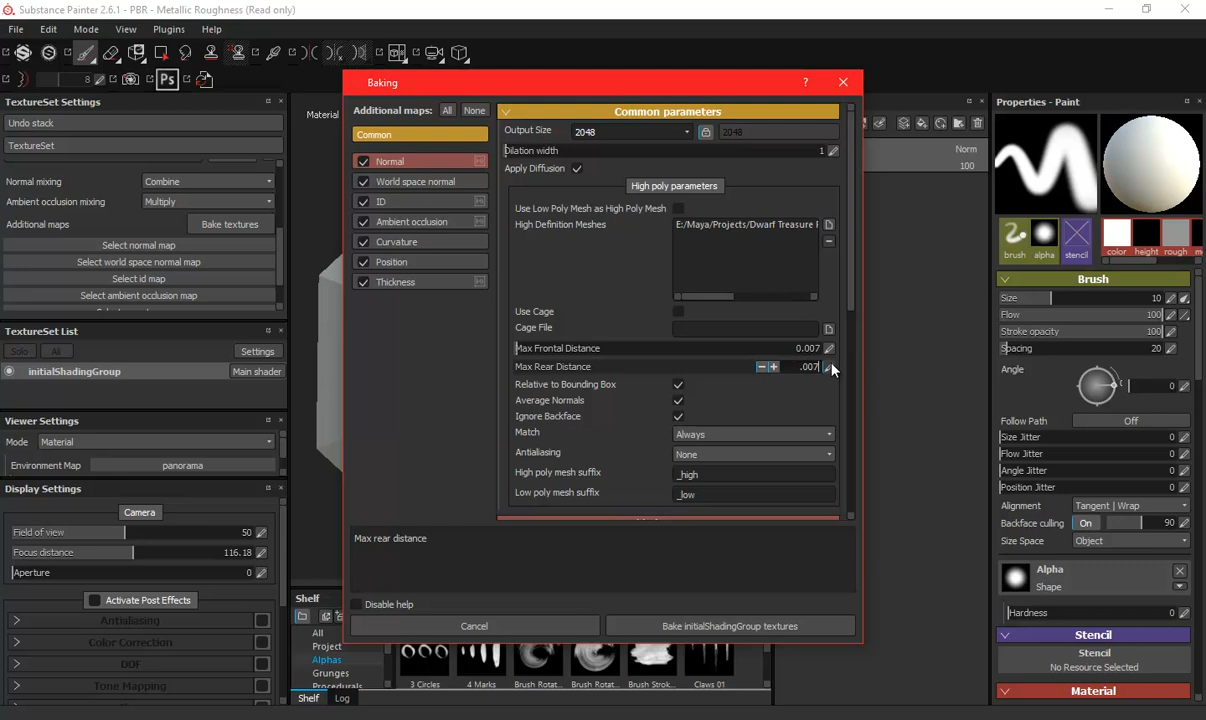 Substance Painter 2.6.1 - PBR - Metallic Roughness (Read only)
File Edit Mode View Plugins Help
8 Ps
TextureSet Settings
Undo stack
TextureSet
Normal mixing Combine
Ambient occlusion mixing Multiply
Additional maps Bake textures
Select normal map
Select world space normal map
Select id map
Select ambient occlusion map
TextureSet List
Solo All Settings
initialShadingGroup Main shader
Viewer Settings
Mode Material
Environment Map panorama
Display Settings
Camera
Field of view 50
Focus distance 116.18
Aperture 0
Activate Post Effects
Antialiasing
Color Correction
DOF
Tone Mapping
Material
Baking ?
Additional maps: All None
Common
Normal
World space normal
ID
Ambient occlusion
Curvature
Position
Thickness
Common parameters
Output Size 2048 2048
Dilation width 1
Apply Diffusion
High poly parameters
Use Low Poly Mesh as High Poly Mesh
High Definition Meshes E:/Maya/Projects/Dwarf Treasure
Use Cage
Cage File
Max Frontal Distance 0.007
Max Rear Distance .007
Relative to Bounding Box
Average Normals
Ignore Backface
Match Always
Antialiasing None
High poly mesh suffix _high
Low poly mesh suffix _low
Max rear distance
Disable help
Cancel Bake initialShadingGroup textures
Shelf
All
Project
Alphas
Grunges
Procedurals
3 Circles 4 Marks Brush Rotat... Brush Rotat... Brush Strok... Claws 01
Shelf Log
Norm
100
Properties - Paint
brush alpha stencil color height rough m
Brush
Size 10
Flow 100
Stroke opacity 100
Spacing 20
Angle 0
Follow Path Off
Size Jitter 0
Flow Jitter 0
Angle Jitter 0
Position Jitter 0
Alignment Tangent | Wrap
Backface culling On 90
Size Space Object
Alpha
Shape
Hardness 0
Stencil
Stencil
No Resource Selected
Material